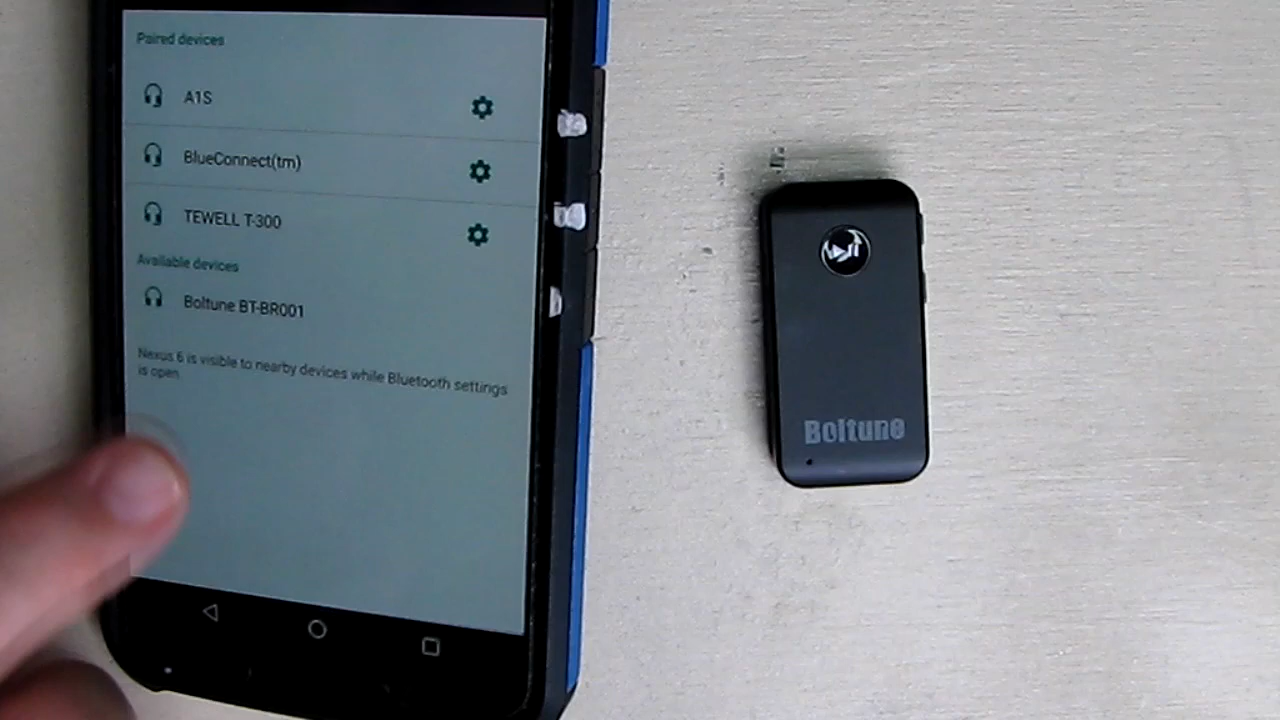 Paired devices
A1S
BlueConnect(tm)
TEWELL T-300
Available devices
Boltune BT-BR001
Nexus 6 is visible to nearby devices while Bluetooth settings
is open
Boltune